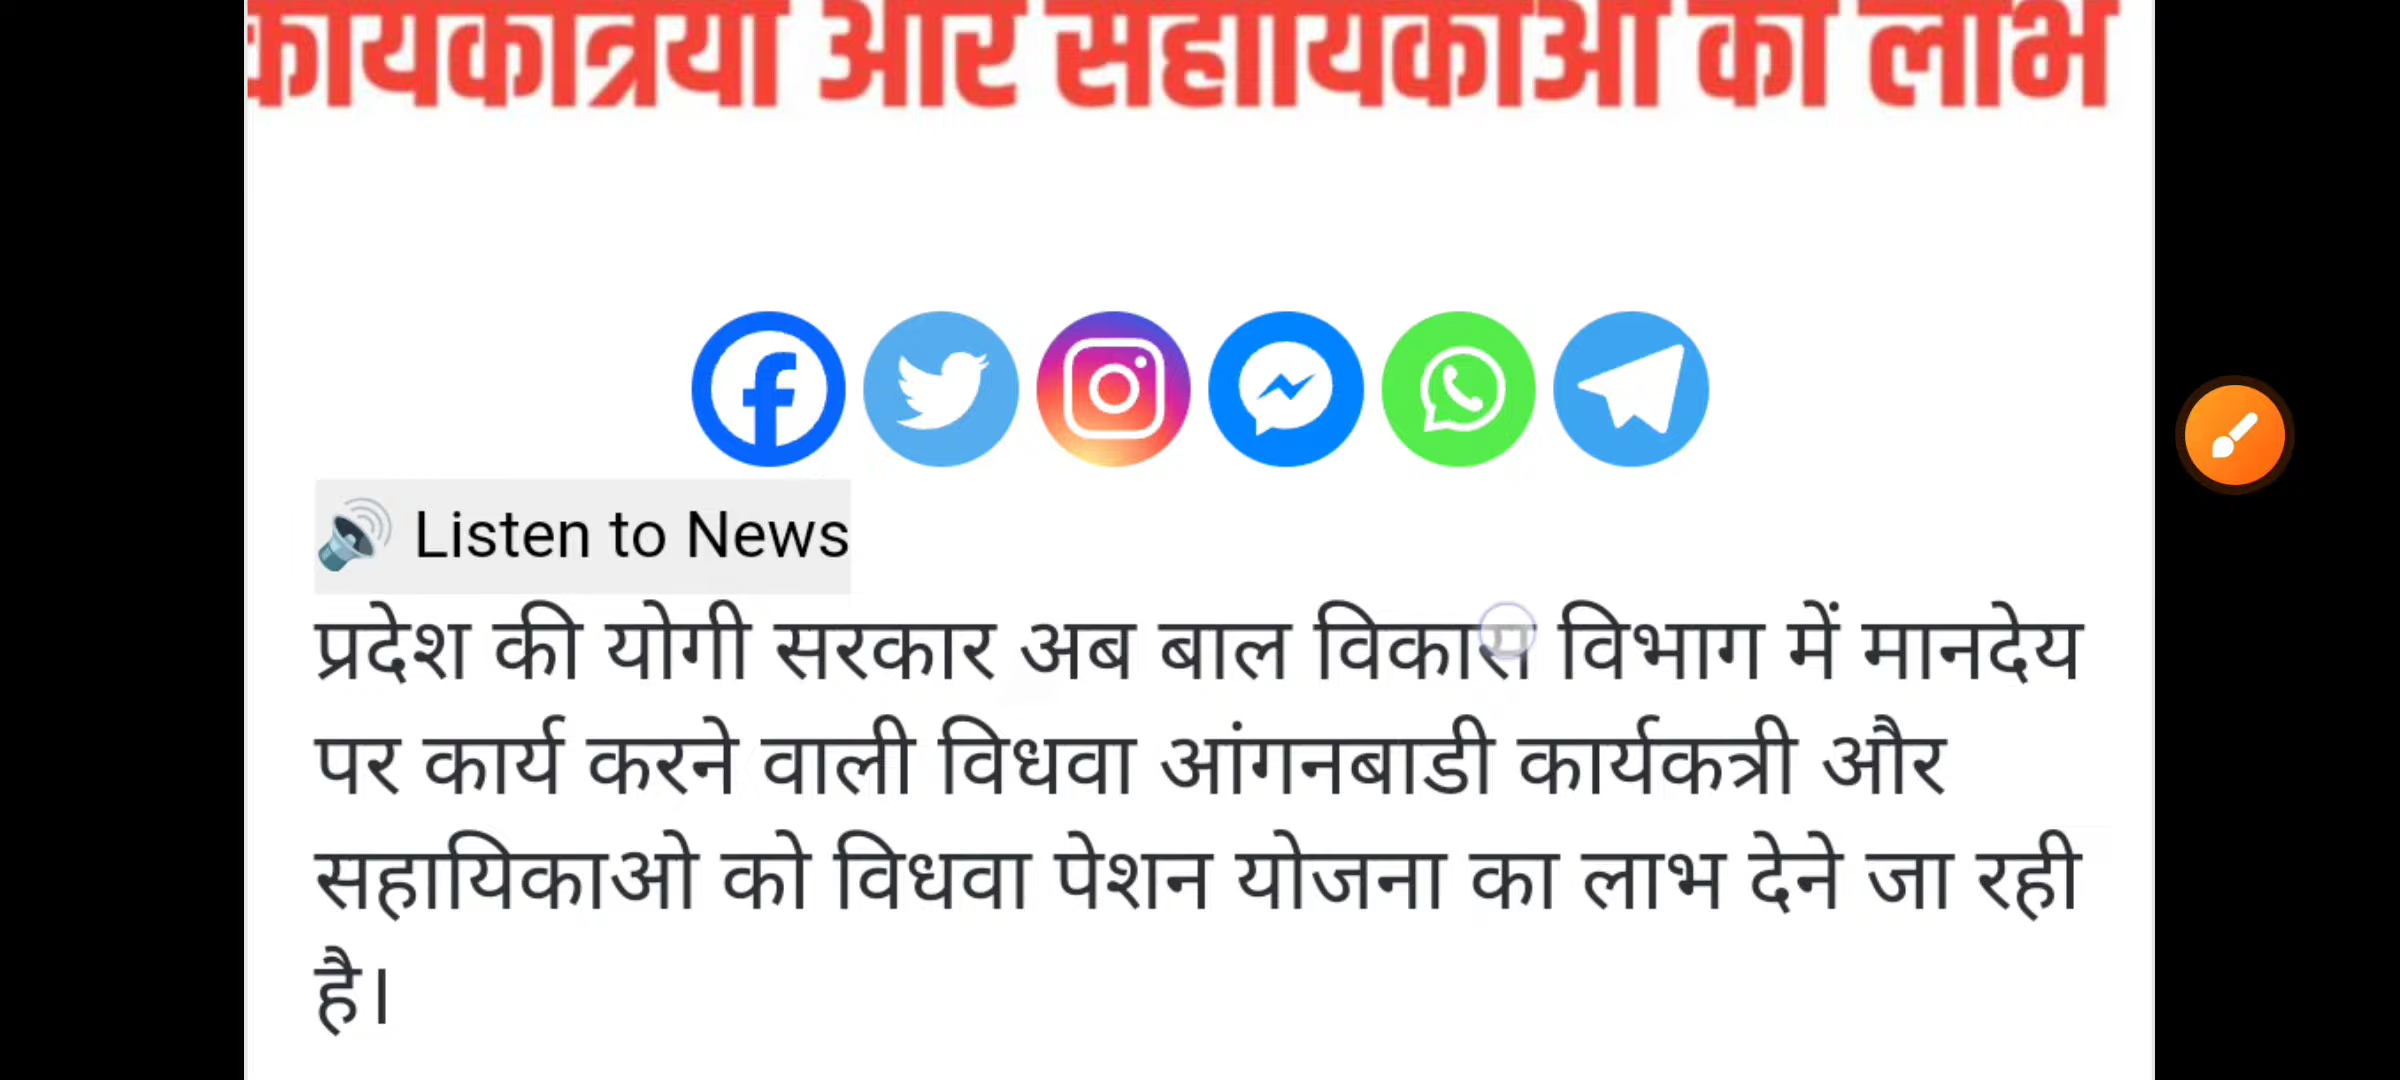 और सहायिकाओं को लाभ
🔊 Listen to News
प्रदेश की योगी सरकार अब बाल विकास विभाग में मानदेय
पर कार्य करने वाली विधवा आंगनबाडी कार्यकत्री और
सहायिकाओ को विधवा पेशन योजना का लाभ देने जा रही
है।